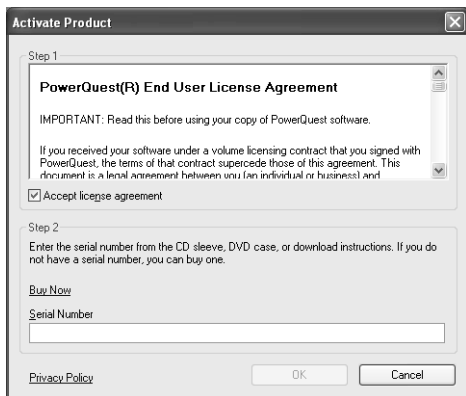 Activate Product
Step 1
PowerQuest(R) End User License Agreement
IMPORTANT: Read this before using your copy of PowerQuest software.
If you received your software under a volume licensing contract that you signed with
PowerQuest, the terms of that contract supercede those of this agreement. This
document is a legal agreement between you (an individual or business) and
Accept license agreement
Step 2
Enter the serial number from the CD sleeve, DVD case, or download instructions. If you do
not have a serial number, you can buy one.
Buy Now
Serial Number
Privacy Policy
OK
Cancel